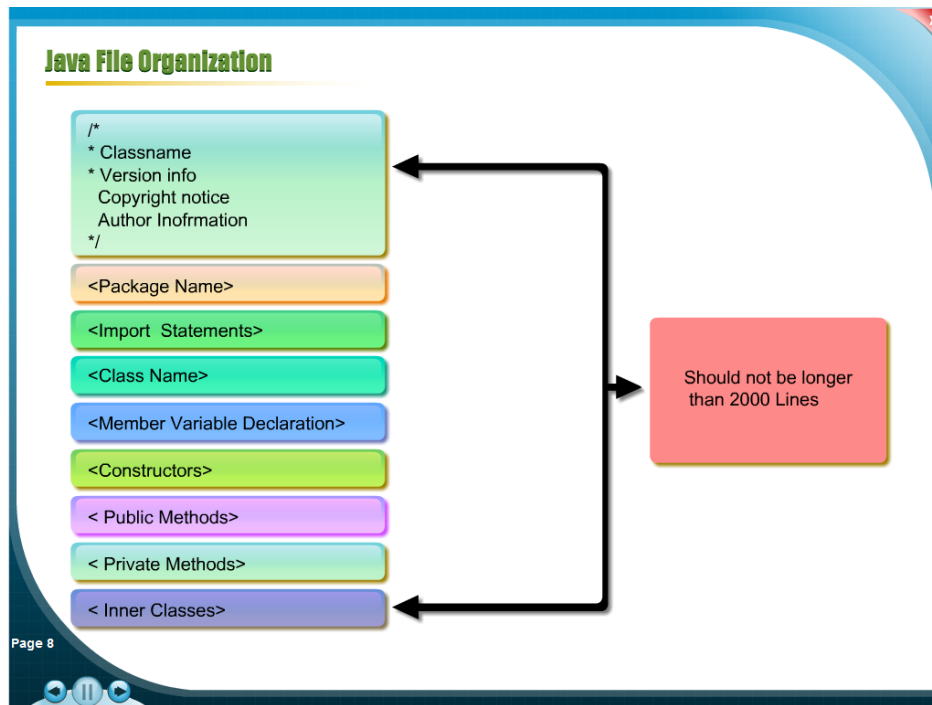 Java File Organization
/*
* Classname
* Version info
Copyright notice
Author Inofrmation
*/
<Package Name>
<Import Statements>
<Class Name>
<Member Variable Declaration>
<Constructors>
< Public Methods>
< Private Methods>
< Inner Classes>
Should not be longer
than 2000 Lines
Page 8